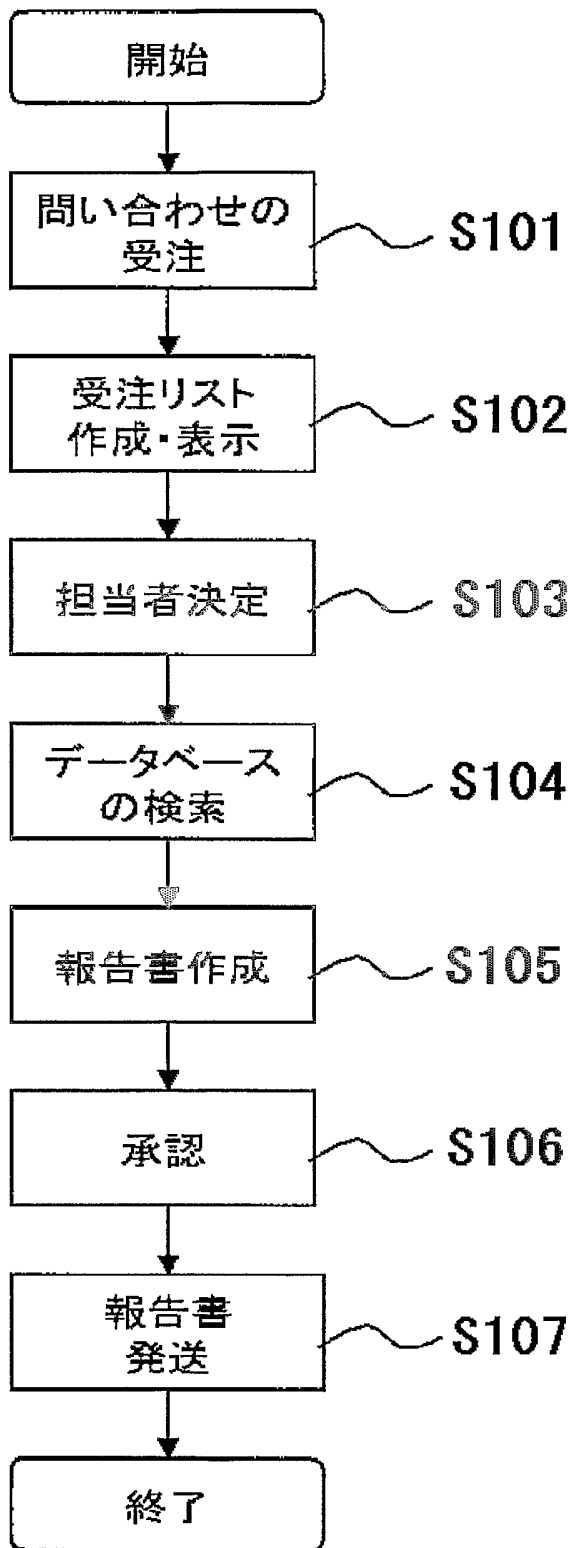 開始
問い合わせの
受注
S101
受注リスト
作成・表示
S102
担当者決定
S103
データベース
の検索
S104
報告書作成
S105
承認
S106
報告書
発送
S107
終了